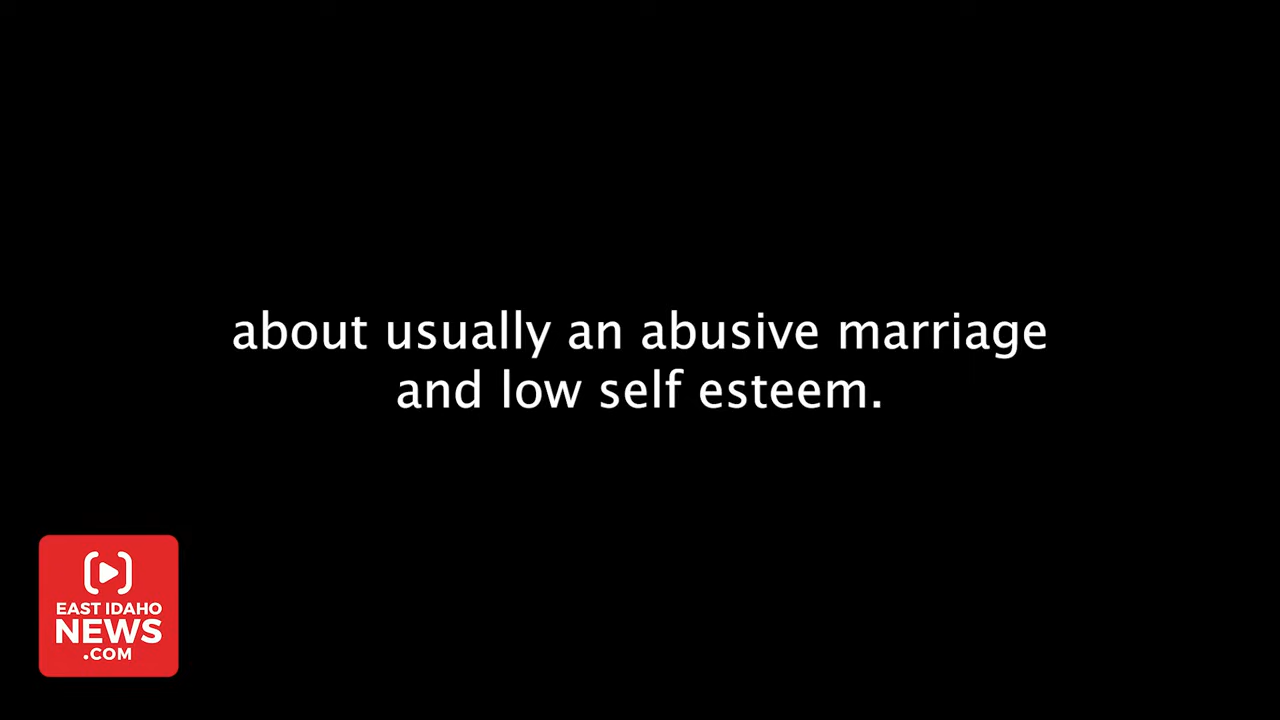 about usually an abusive marriage
and low self esteem.
EAST IDAHO
NEWS
.COM